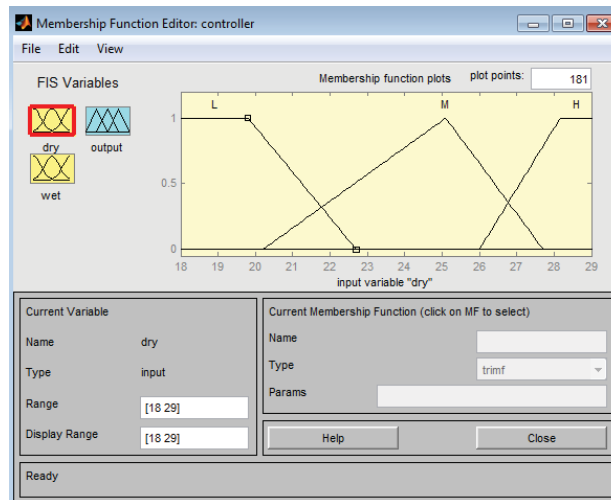 Membership Function Editor: controller
File Edit View
FIS Variables
dry
output
wet
Membership function plots
plot points:
181
L M H
1
0.5
0
18 19 20 21 22 23 24 25 26 27 28 29
input variable "dry"
Current Variable
Name dry
Type input
Range [18 29]
Display Range [18 29]
Current Membership Function (click on MF to select)
Name
Type trimf
Params
Help Close
Ready